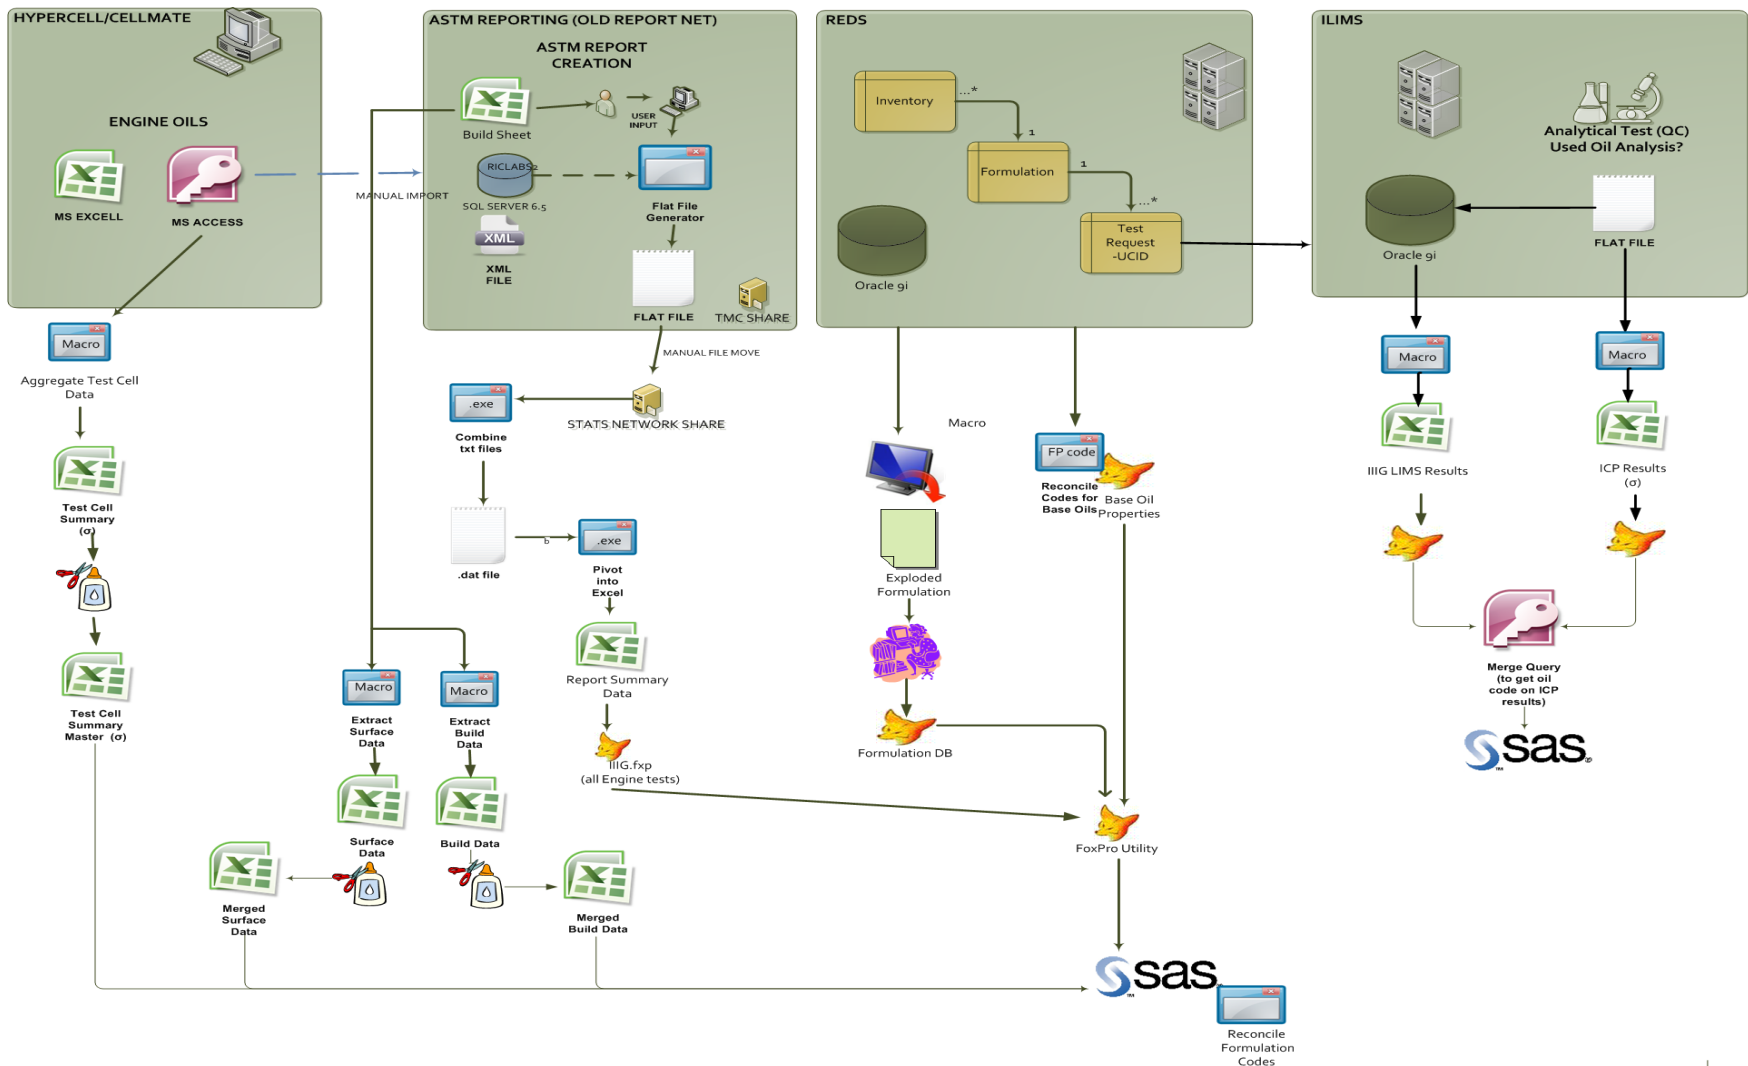 HYPERCELL/CELLMATE
ENGINE OILS
MS EXCELL
MS ACCESS
MANUAL IMPORT
Macro
Aggregate Test Cell
Data
Test Cell
Summary
(σ)
Test Cell
Summary
Master (σ)
ASTM REPORTING (OLD REPORT NET)
ASTM REPORT
CREATION
Build Sheet
USER
INPUT
RICLABS2
SQL SERVER 6.5
Flat File
Generator
XML
XML
FILE
FLAT FILE
TMC SHARE
MANUAL FILE MOVE
STATS NETWORK SHARE
.exe
Combine
txt files
.dat file
b
.exe
Pivot
into
Excel
Report Summary
Data
IIIG.fxp
(all Engine tests)
Macro
Extract
Surface
Data
Macro
Extract
Build
Data
Surface
Data
Build Data
Merged
Surface
Data
Merged
Build Data
REDS
Inventory
...*
1
Formulation
1
...*
Test
Request
-UCID
Oracle 9i
Macro
Exploded
Formulation
Formulation DB
FP code
Reconcile
Codes for
Base Oils
Base Oil
Properties
FoxPro Utility
sas
TM
Reconcile
Formulation
Codes
ILIMS
Analytical Test (QC)
Used Oil Analysis?
Oracle 9i
FLAT FILE
Macro
IIIG LIMS Results
Macro
ICP Results
(σ)
Merge Query
(to get oil
code on ICP
results)
sas
TM